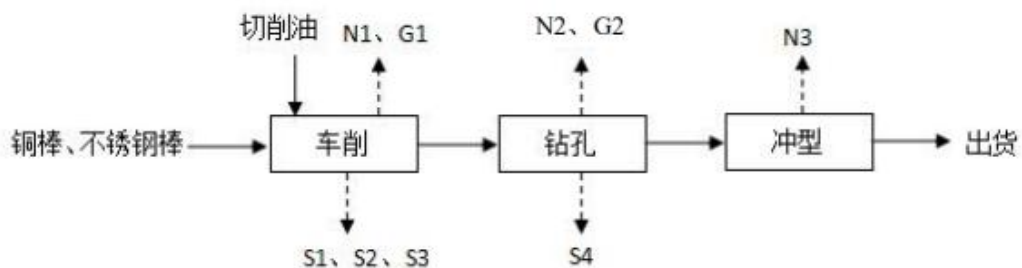 切削油
N1、G1
N2、G2
N3
铜棒、不锈钢棒
车削
钻孔
冲型
出货
S1、S2、S3
S4